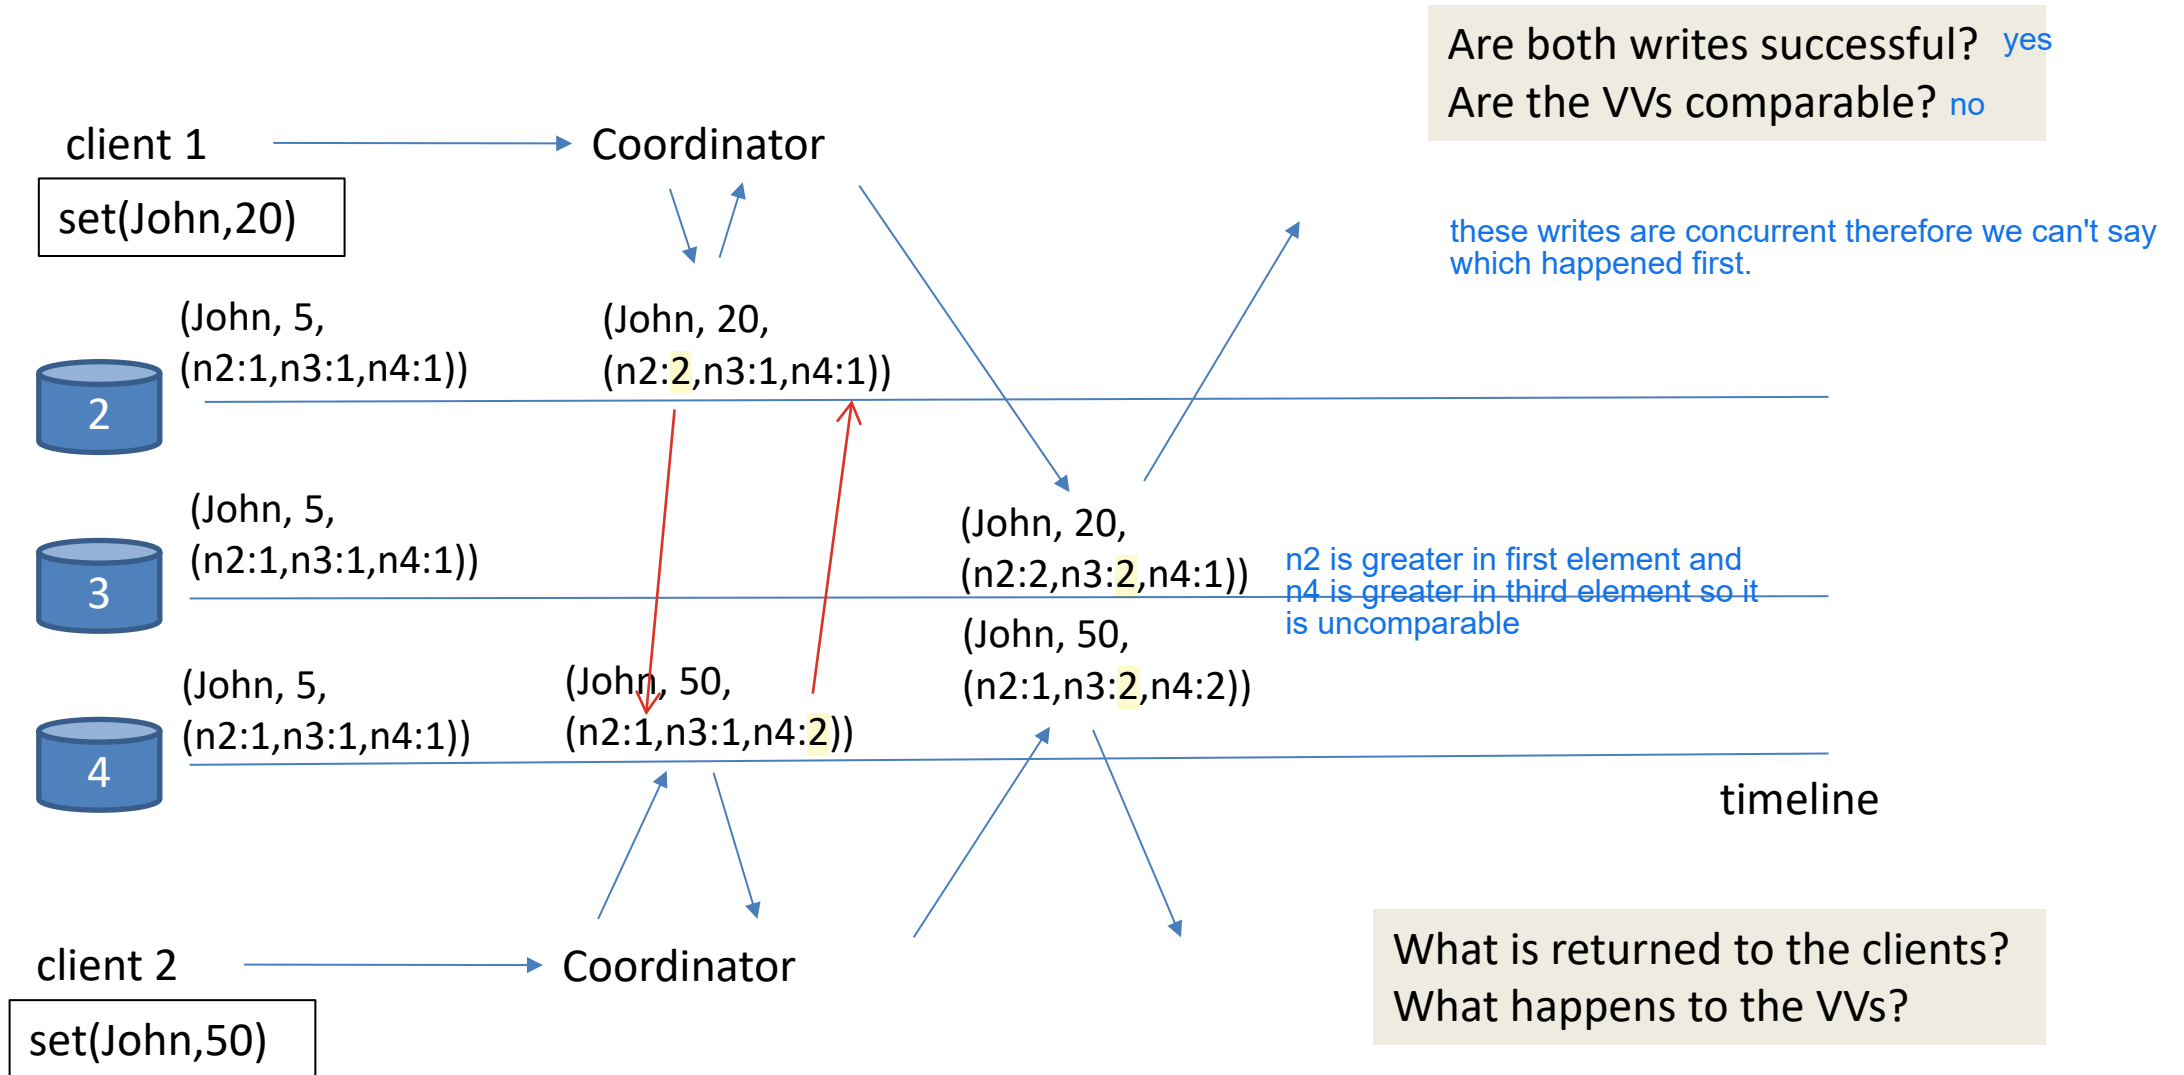 Are both writes successful? yes
Are the VVs comparable? no
client 1
Coordinator
set(John,20)
these writes are concurrent therefore we can't say
which happened first.
(John, 5,
(n2:1,n3:1,n4:1))
(John, 20,
(n2:2,n3:1,n4:1))
2
(John, 5,
(n2:1,n3:1,n4:1))
(John, 20,
(n2:2,n3:2,n4:1))
n2 is greater in first element and
n4 is greater in third element so it
is uncomparable
3
(John, 50,
(n2:1,n3:2,n4:2))
(John, 5,
(n2:1,n3:1,n4:1))
(John, 50,
(n2:1,n3:1,n4:2))
4
timeline
client 2
Coordinator
set(John,50)
What is returned to the clients?
What happens to the VVs?